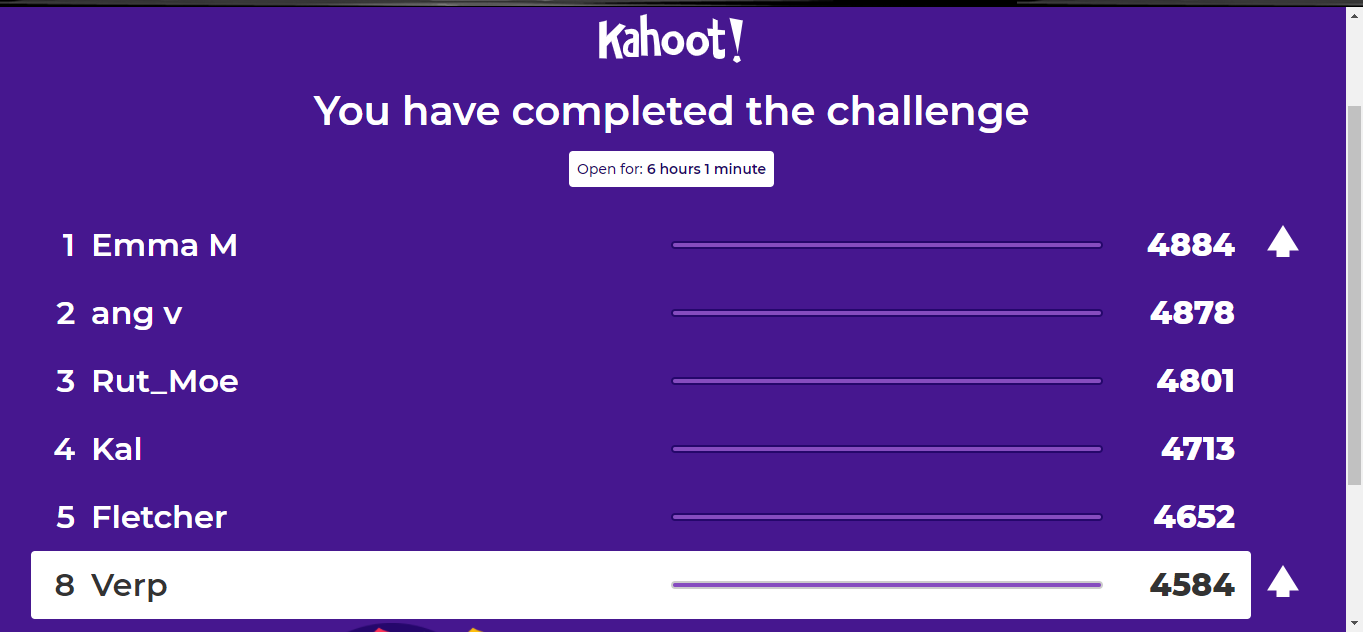 Kahoot!
You have completed the challenge
Open for: 6 hours 1 minute
1 Emma M 4884
2 ang v 4878
3 Rut_Moe 4801
4 Kal 4713
5 Fletcher 4652
8 Verp 4584